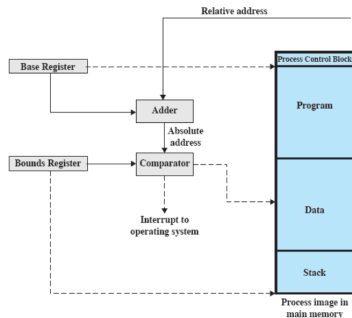 Relative address
Process Control Block
Base Register
Program
Adder
Absolute
address
Bounds Register
Comparator
Interrupt to
operating system
Data
Stack
Process image in
main memory